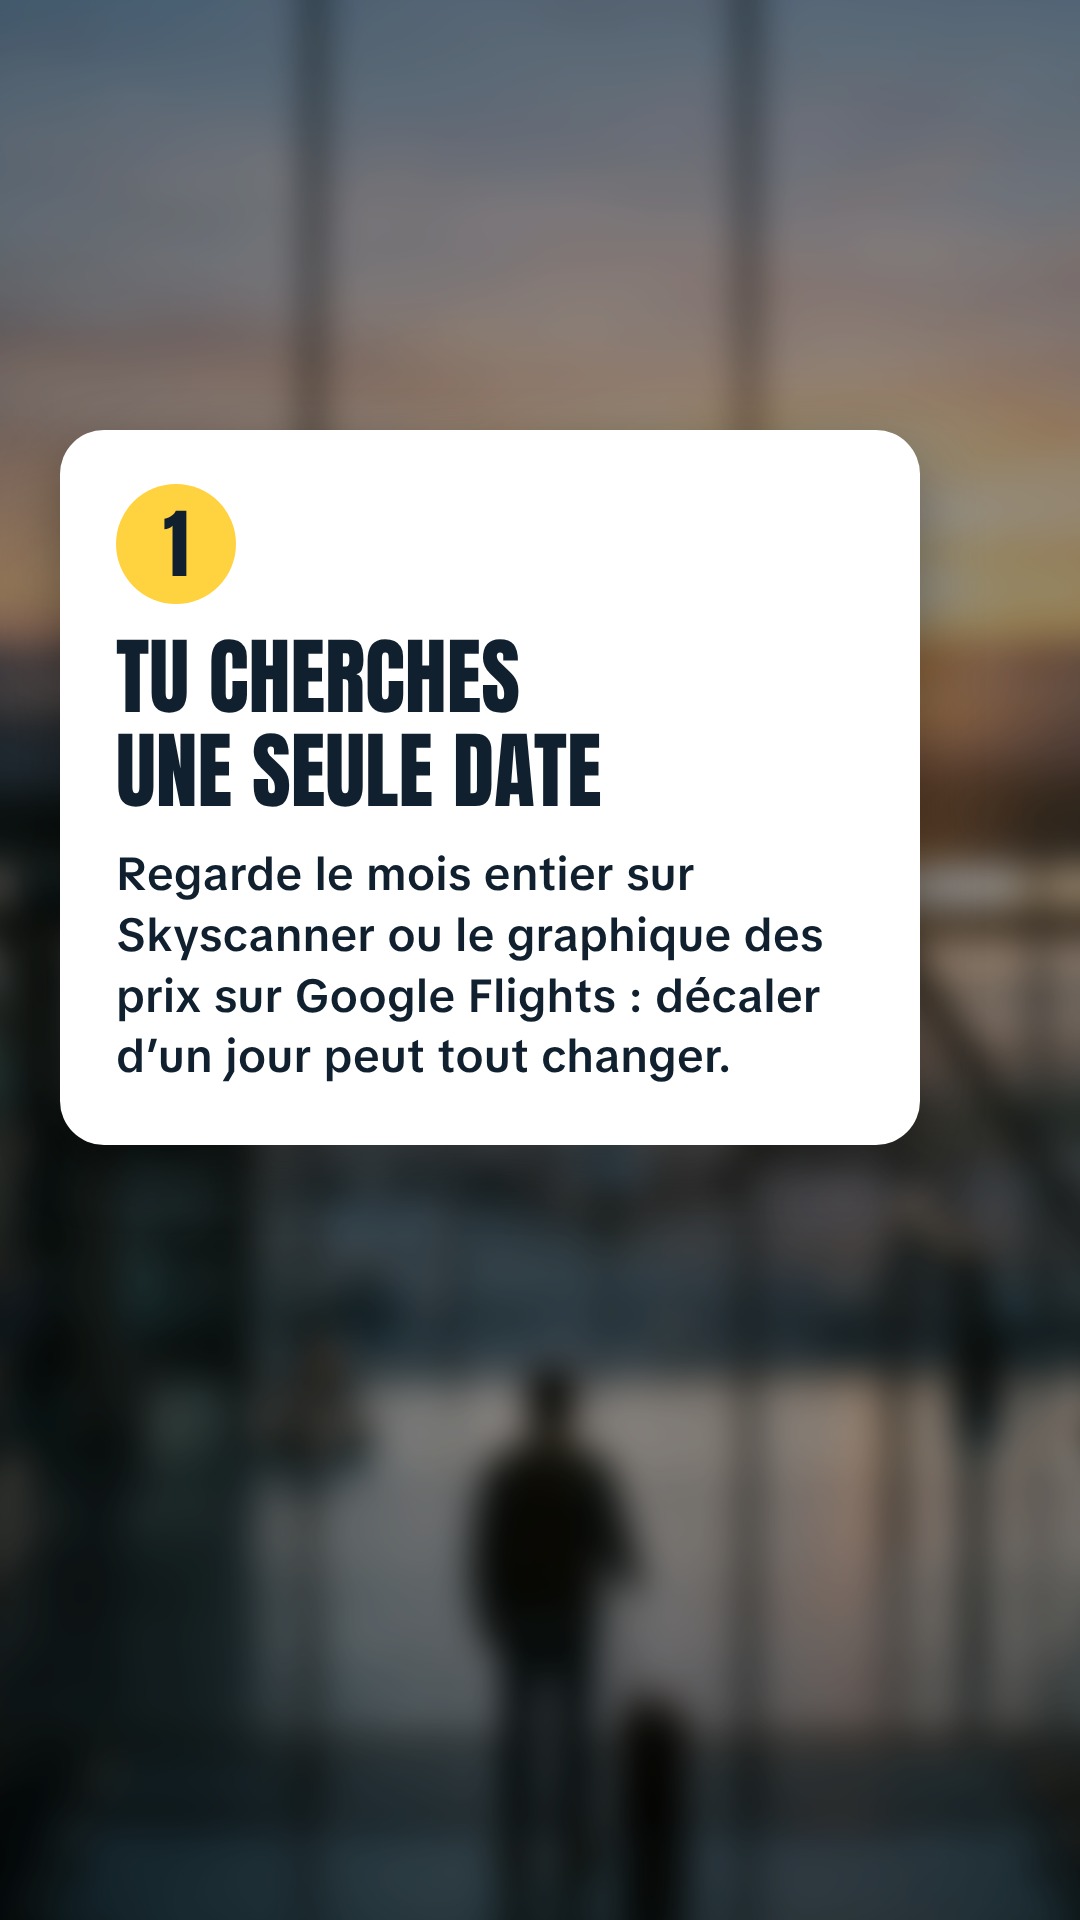 1
TU CHERCHES
UNE SEULE DATE
Regarde le mois entier sur
Skyscanner ou le graphique des
prix sur Google Flights : décaler
d’un jour peut tout changer.